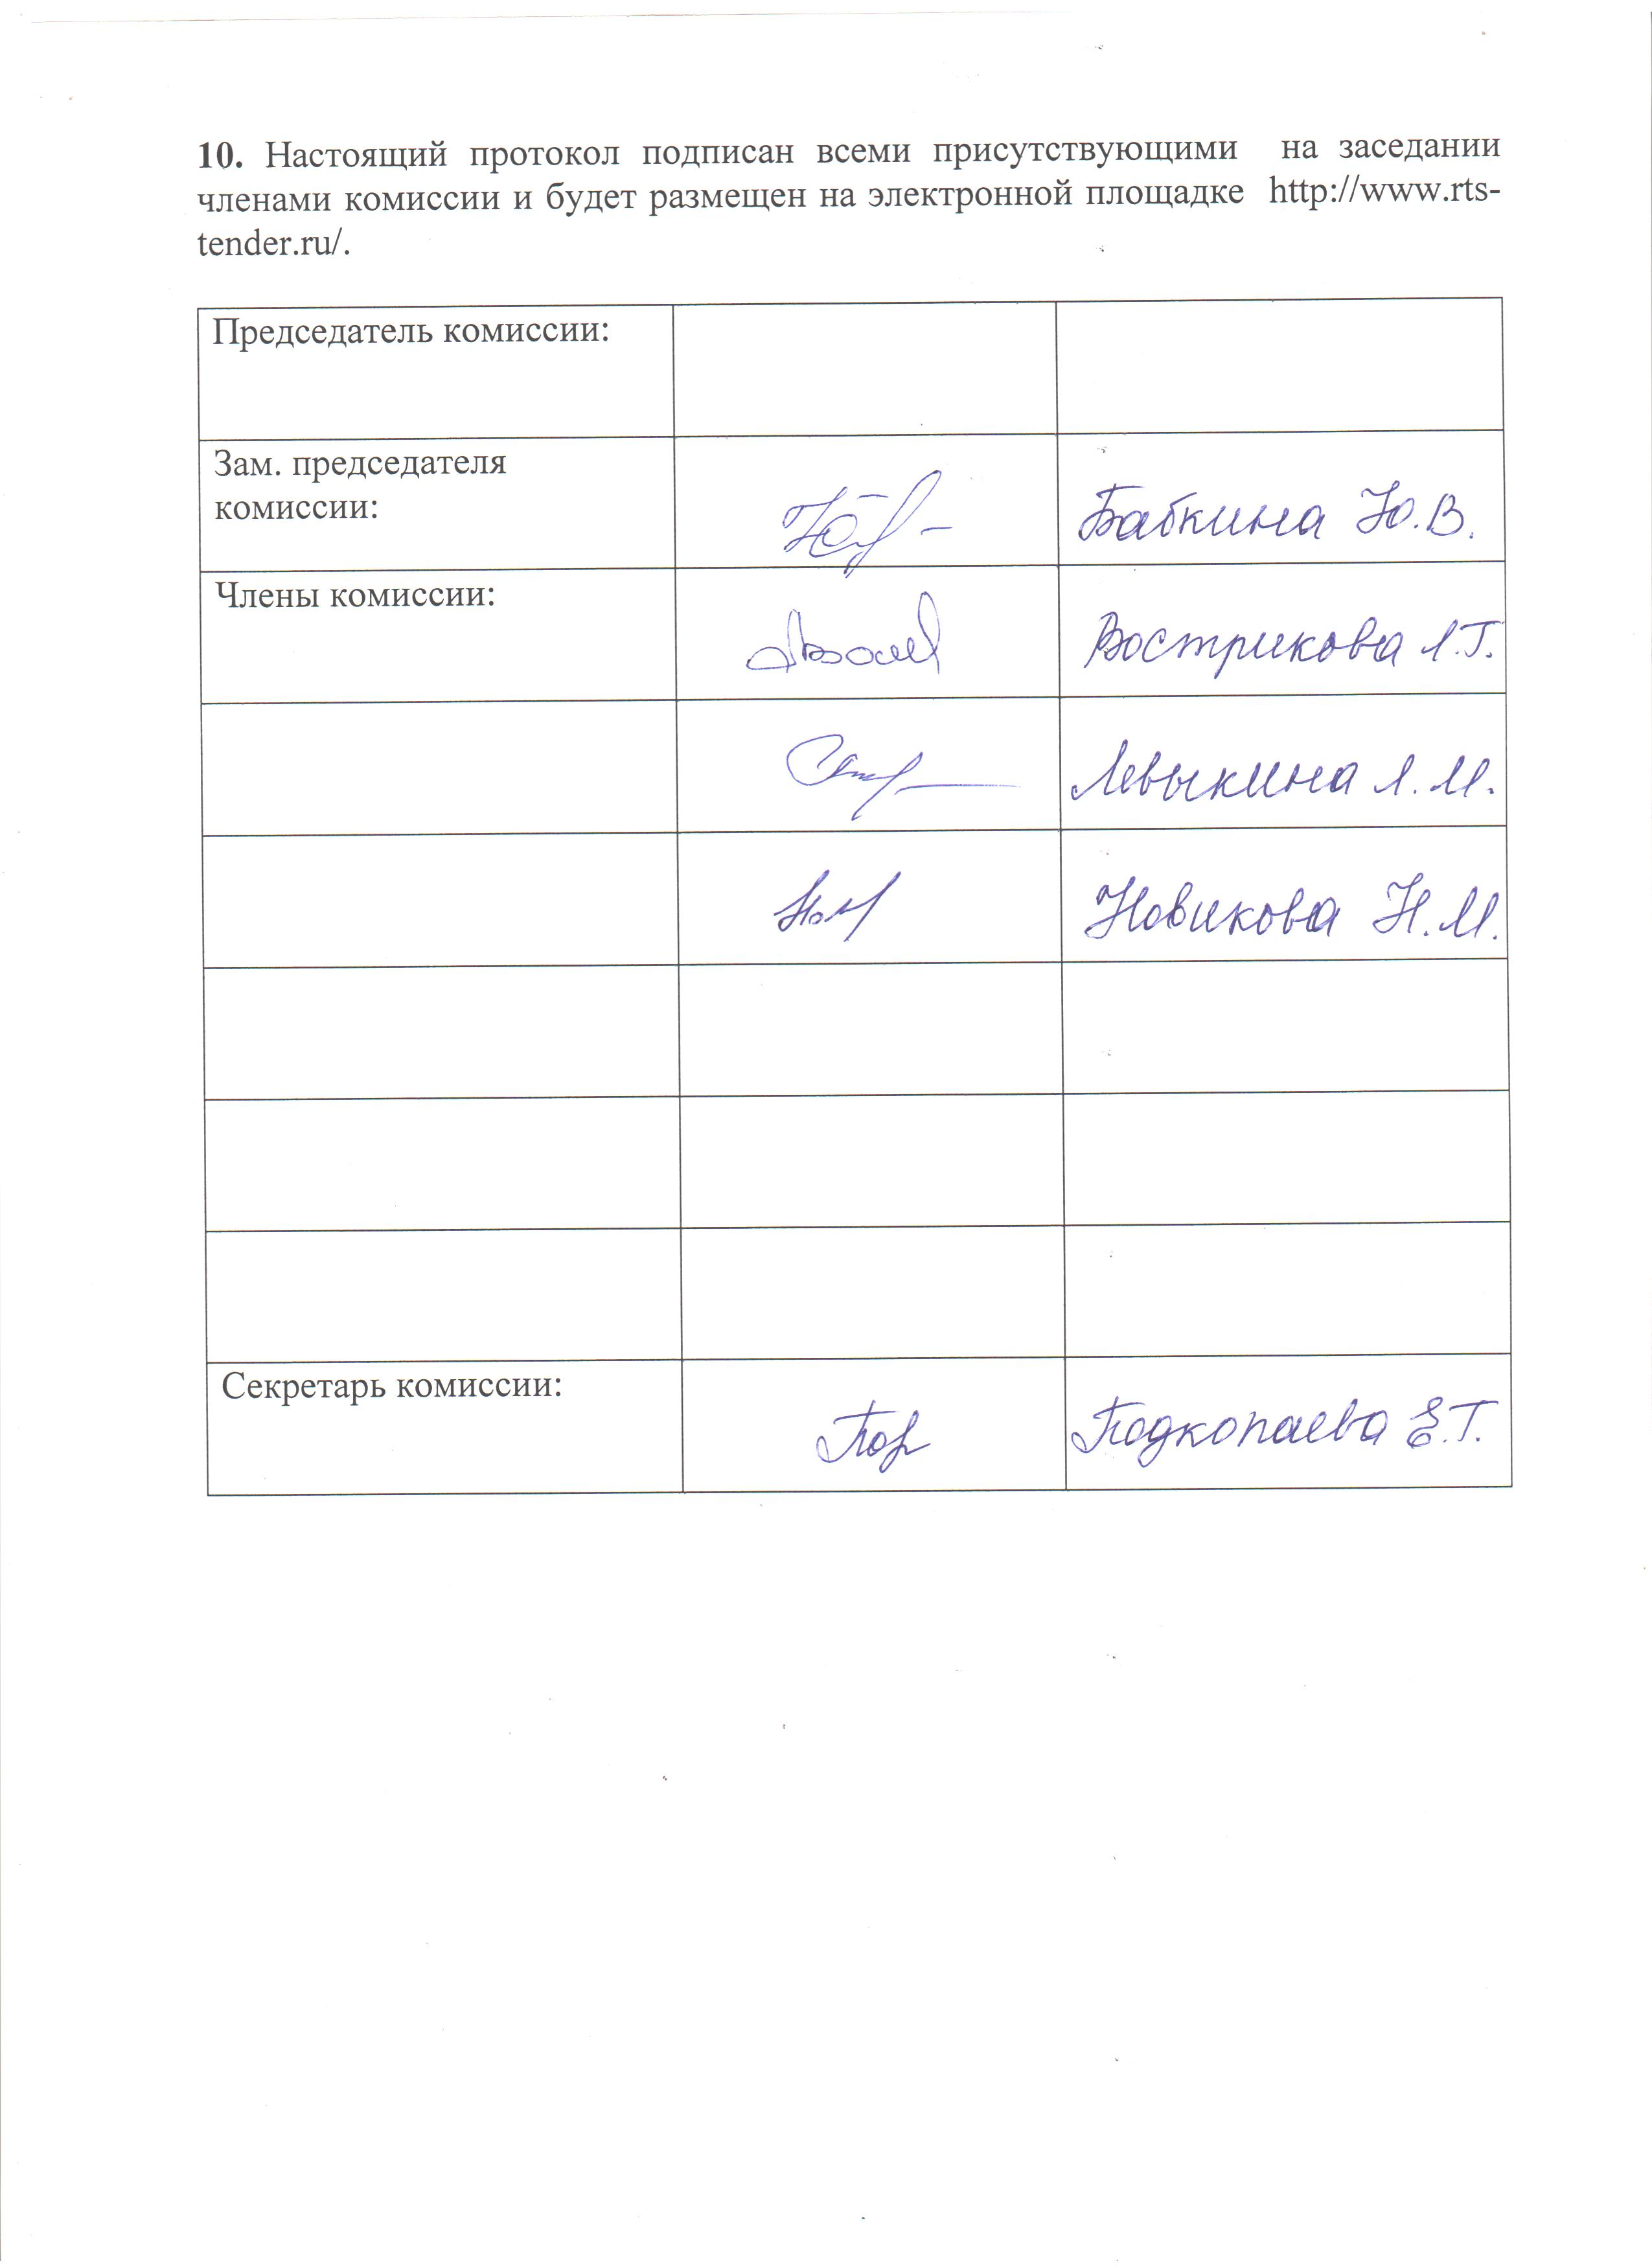 10. Настоящий протокол подписан всеми присутствующими на заседании
членами комиссии и будет размещен на электронной площадке http://www.rts-
tender.ru/.
Председатель комиссии:
Зам. председателя
комиссии:
Бабкина Ю.В.
Члены комиссии:
Вострикова Л.Г.
Левыкина Л.М.
Новикова Н.М.
Секретарь комиссии:
Подкопаева Е.Г.